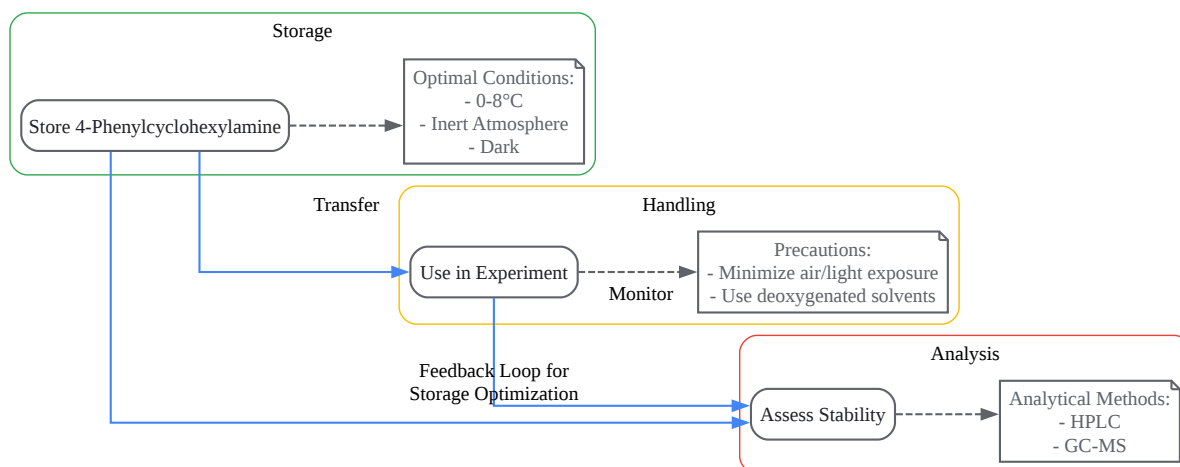 Storage
Store 4-Phenylcyclohexylamine
Optimal Conditions:
- 0-8°C
- Inert Atmosphere
- Dark
Transfer
Handling
Use in Experiment
Monitor
Precautions:
- Minimize air/light exposure
- Use deoxygenated solvents
Feedback Loop for
Storage Optimization
Analysis
Assess Stability
Analytical Methods:
- HPLC
- GC-MS